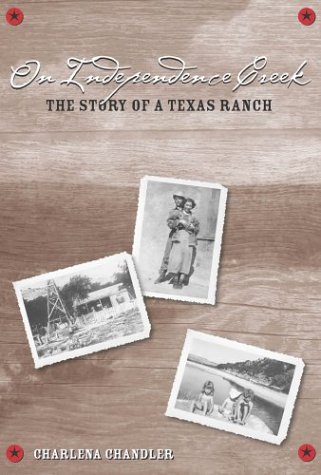 On Independence Creek
THE STORY OF A TEXAS RANCH
CHARLENA CHANDLER